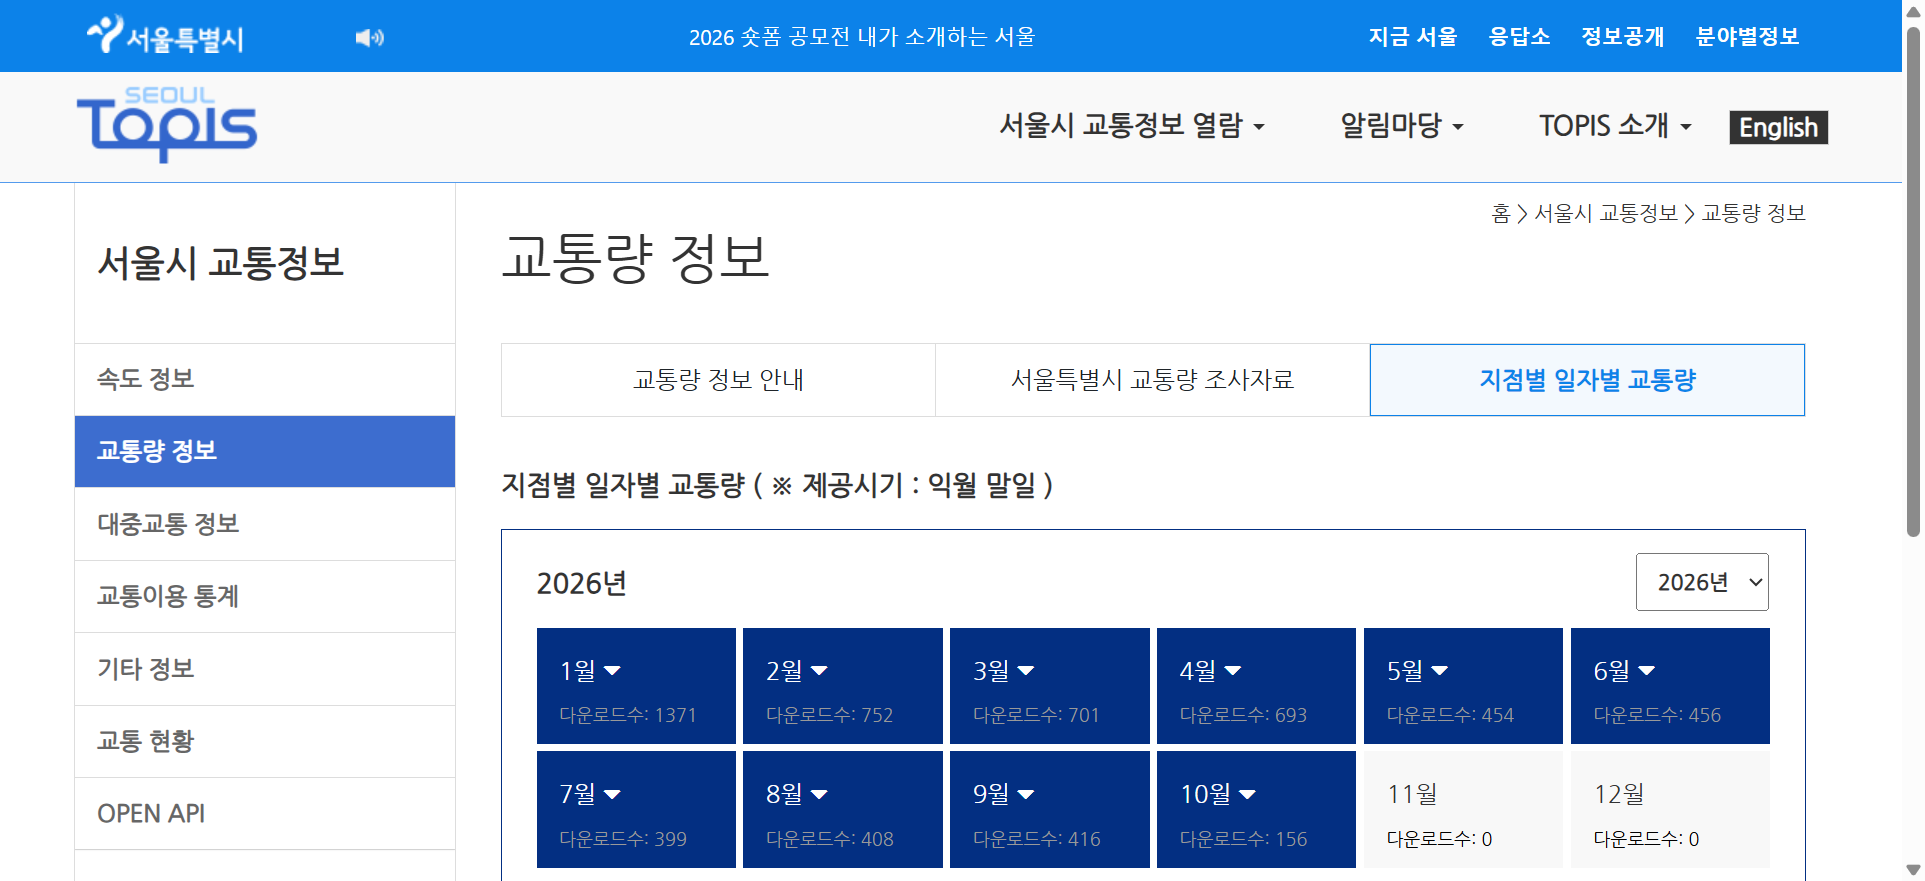 서울특별시
2026 숏폼 공모전 내가 소개하는 서울
지금 서울 응답소 정보공개 분야별정보
SEOUL
Topis
서울시 교통정보 열람 알림마당 TOPIS 소개 English
홈 > 서울시 교통정보 > 교통량 정보
서울시 교통정보
속도 정보
교통량 정보
대중교통 정보
교통이용 통계
기타 정보
교통 현황
OPEN API
교통량 정보
교통량 정보 안내 서울특별시 교통량 조사자료 지점별 일자별 교통량
지점별 일자별 교통량 ( ※ 제공시기 : 익월 말일 )
2026년 2026년
1월 2월 3월 4월 5월 6월
다운로드수: 1371 다운로드수: 752 다운로드수: 701 다운로드수: 693 다운로드수: 454 다운로드수: 456
7월 8월 9월 10월 11월 12월
다운로드수: 399 다운로드수: 408 다운로드수: 416 다운로드수: 156 다운로드수: 0 다운로드수: 0